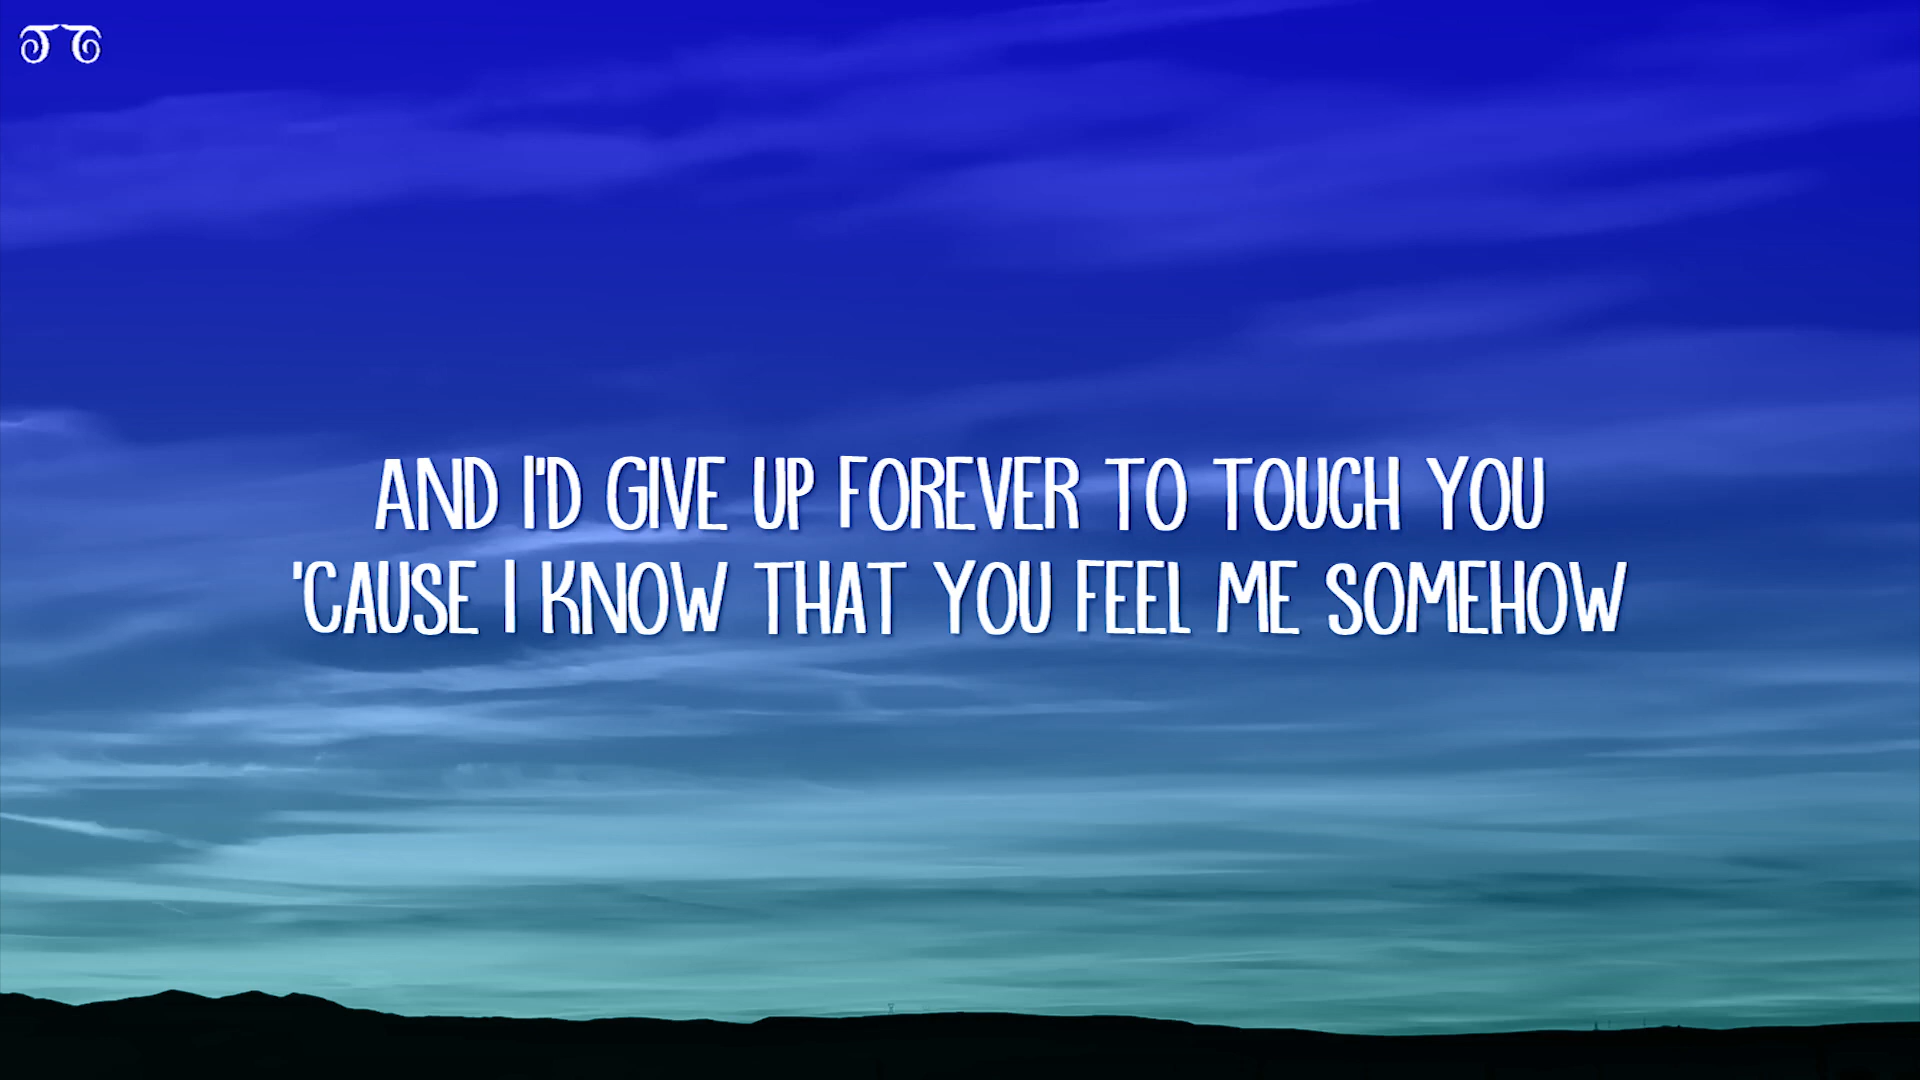 AND I'D GIVE UP FOREVER TO TOUCH YOU
'CAUSE I KNOW THAT YOU FEEL ME SOMEHOW